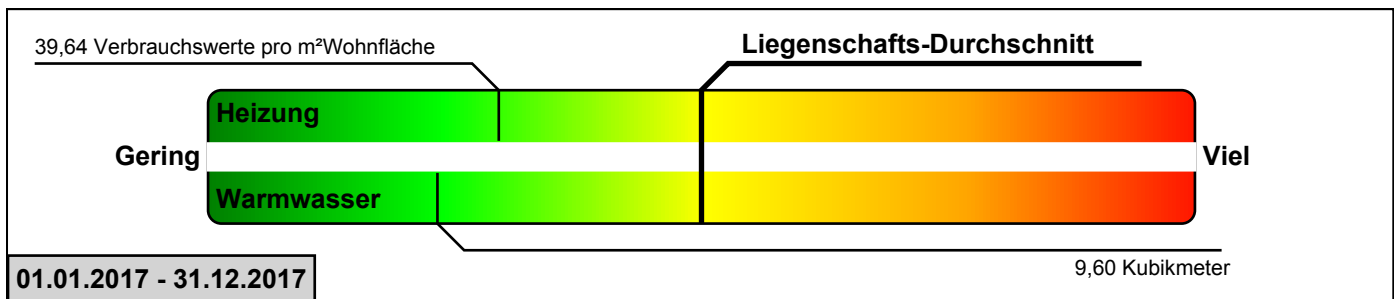 39,64 Verbrauchswerte pro m²Wohnfläche
Liegenschafts-Durchschnitt
Heizung
Gering
Viel
Warmwasser
9,60 Kubikmeter
01.01.2017 - 31.12.2017